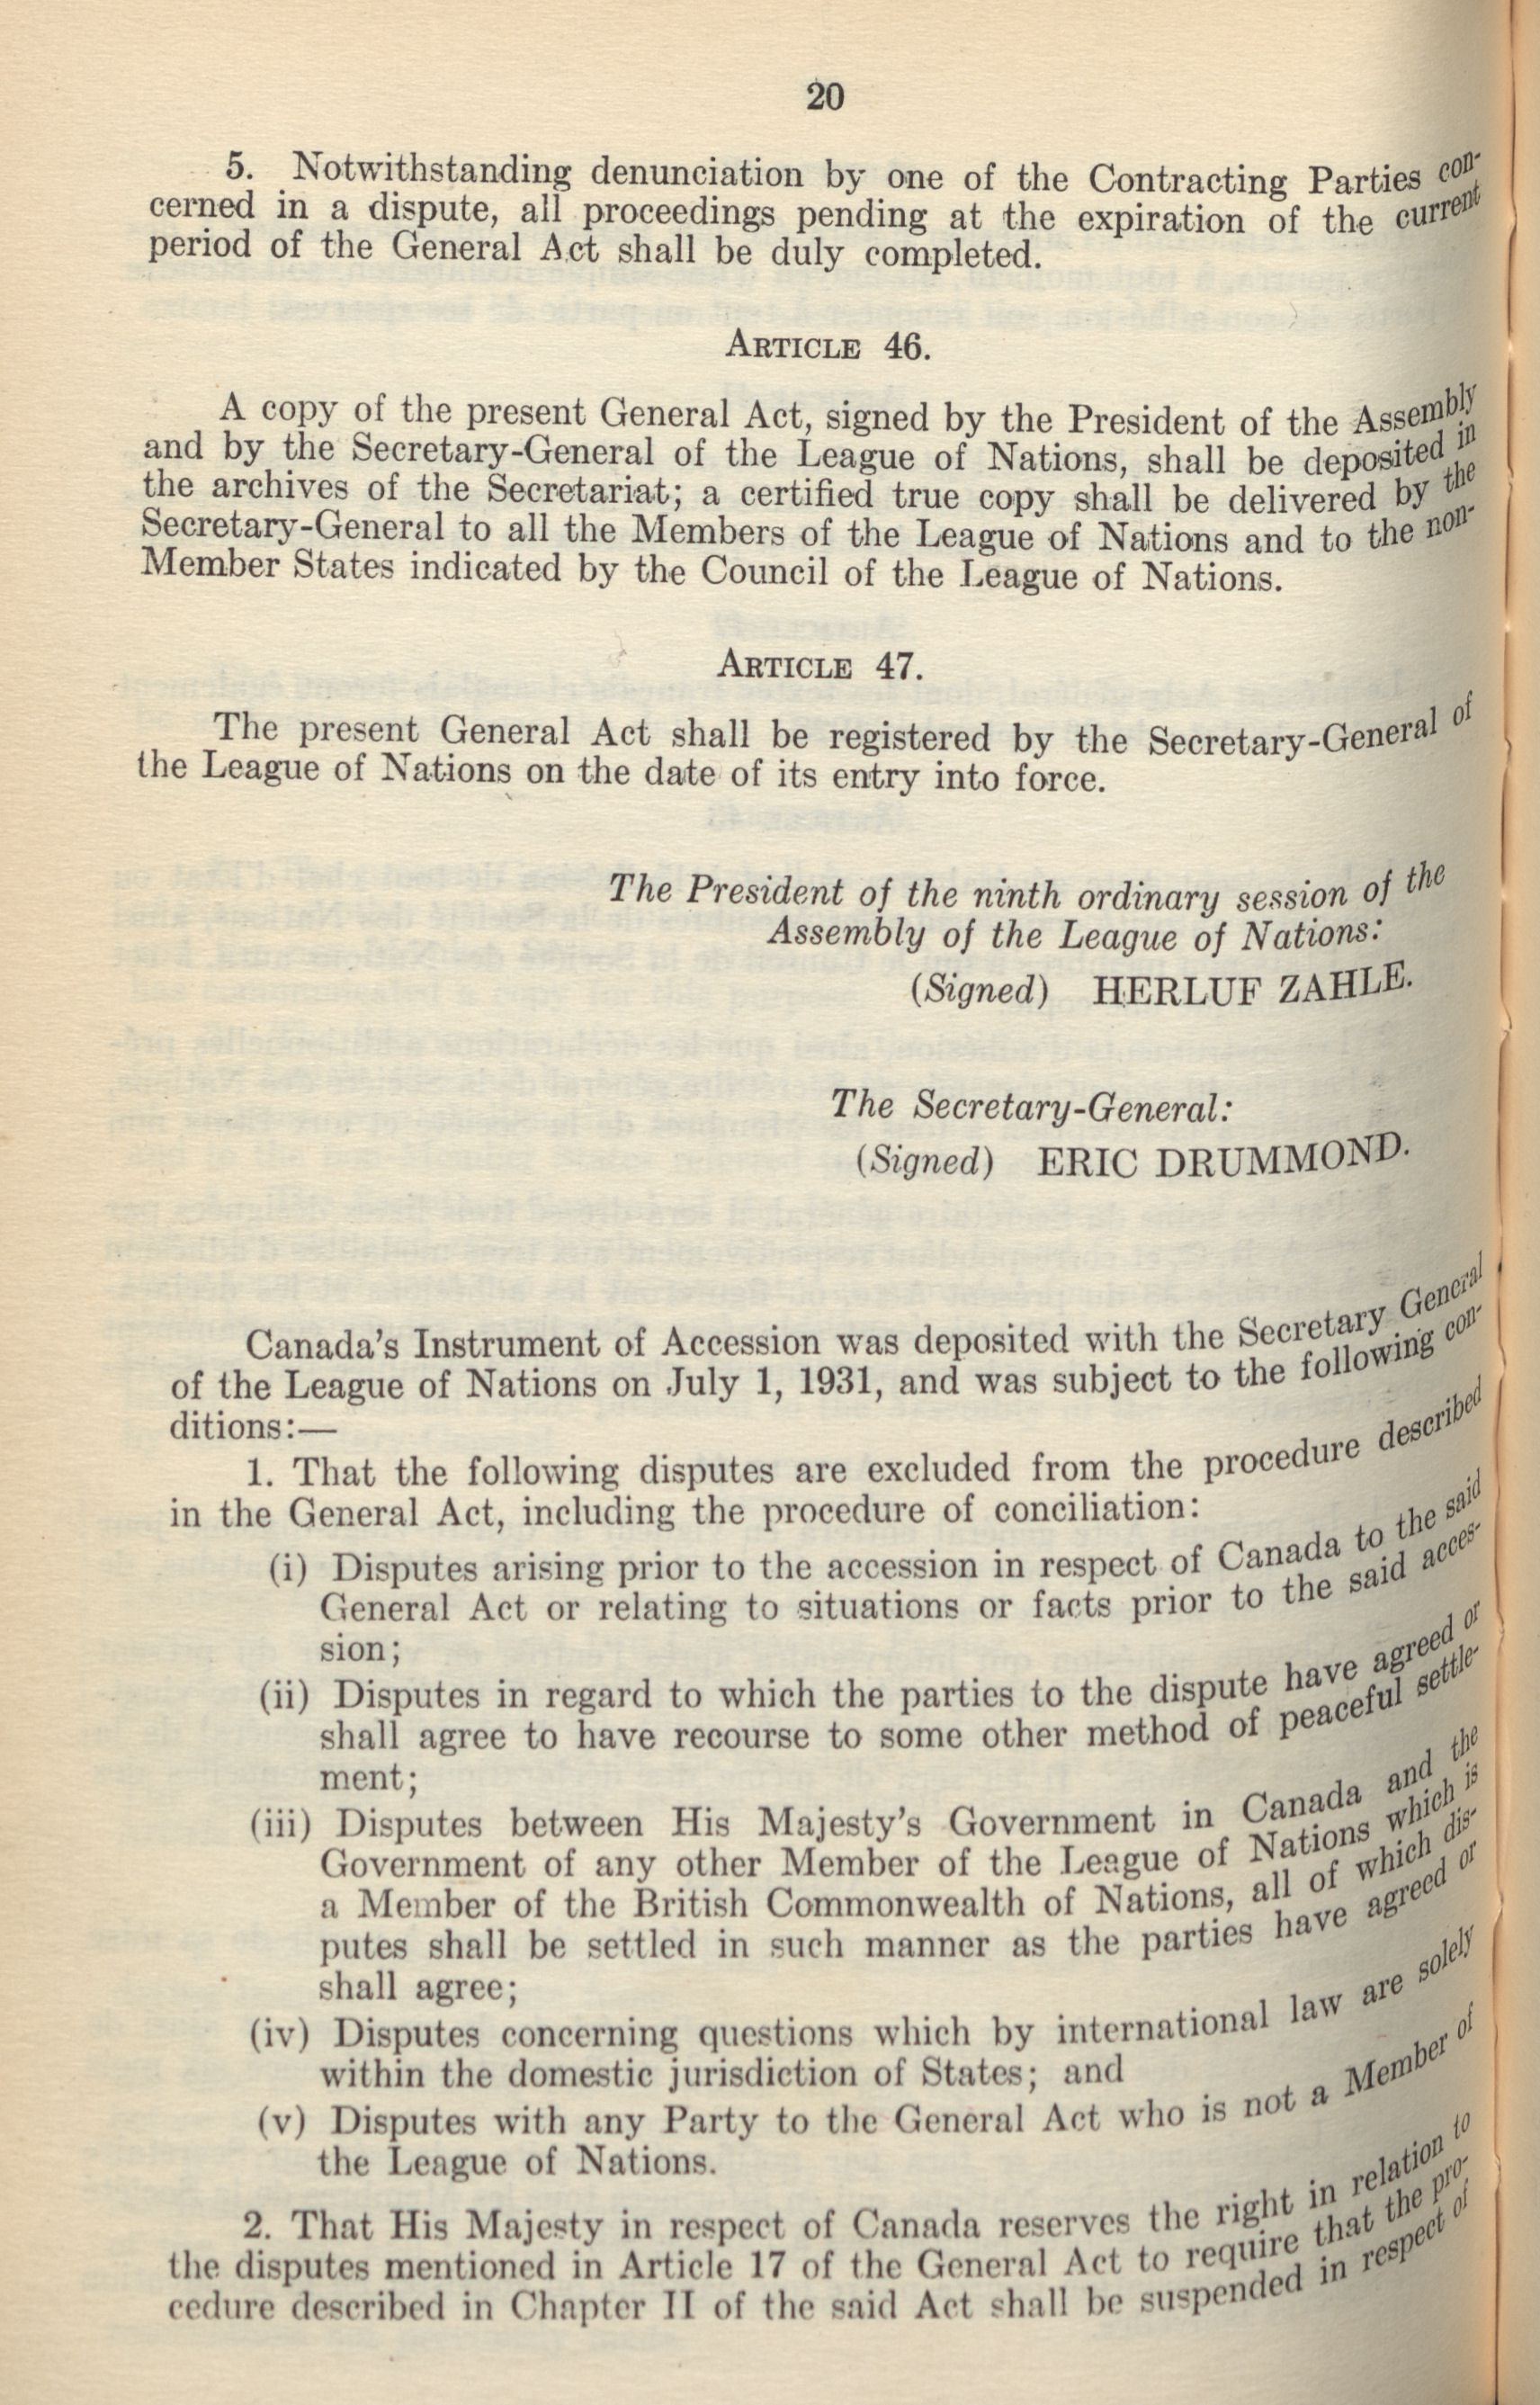 20
5. Notwithstanding denunciation by one of the Contracting Parties con-
cerned in a dispute, all proceedings pending at the expiration of the current
period of the General Act shall be duly completed.
ARTICLE 46.
A copy of the present General Act, signed by the President of the Assembly
and by the Secretary-General of the League of Nations, shall be deposited in
the archives of the Secretariat; a certified true copy shall be delivered by the
Secretary-General to all the Members of the League of Nations and to the non-
Member States indicated by the Council of the League of Nations.
ARTICLE 47.
The present General Act shall be registered by the Secretary-General of
the League of Nations on the date of its entry into force.
The President of the ninth ordinary session of the
Assembly of the League of Nations:
(Signed) HERLUF ZAHLE.
The Secretary-General:
(Signed) ERIC DRUMMOND.
Canada's Instrument of Accession was deposited with the Secretary General
of the League of Nations on July 1, 1931, and was subject to the following con-
ditions:—
1. That the following disputes are excluded from the procedure described
in the General Act, including the procedure of conciliation:
(i) Disputes arising prior to the accession in respect of Canada to the said
General Act or relating to situations or facts prior to the said acces-
sion;
(ii) Disputes in regard to which the parties to the dispute have agreed or
shall agree to have recourse to some other method of peaceful settle-
ment;
(iii) Disputes between His Majesty's Government in Canada and the
Government of any other Member of the League of Nations which is
a Member of the British Commonwealth of Nations, all of which dis-
putes shall be settled in such manner as the parties have agreed or
shall agree;
(iv) Disputes concerning questions which by international law are solely
within the domestic jurisdiction of States; and
(v) Disputes with any Party to the General Act who is not a Member of
the League of Nations.
2. That His Majesty in respect of Canada reserves the right in relation to
the disputes mentioned in Article 17 of the General Act to require that the pro-
cedure described in Chapter II of the said Act shall be suspended in respect of